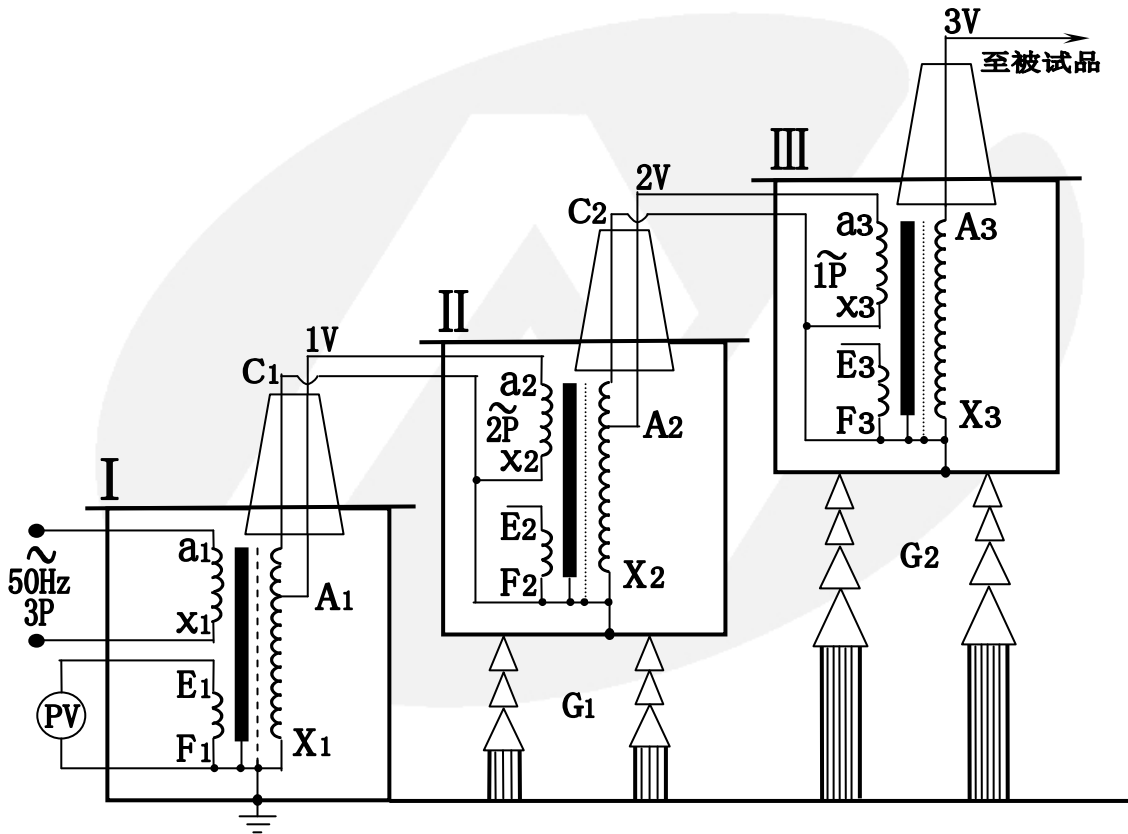 3V
至被试品
III
2V
C2
a3
A3
~
1P
x3
II
1V
E3
C1
a2
F3
X3
~
2P
A2
x2
I
E2
G2
a1
F2
X2
~
50Hz
A1
3P
x1
E1
G1
PV
F1
X1